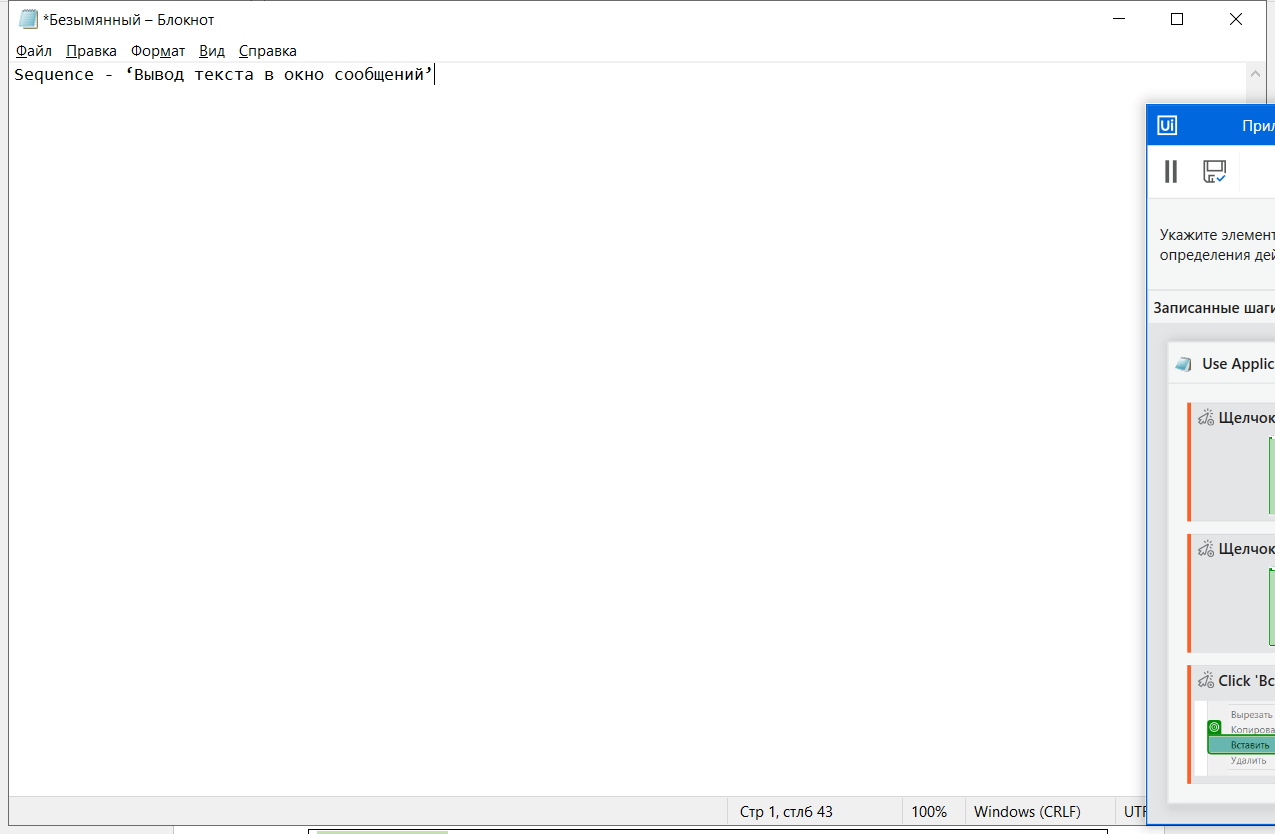 *Безымянный – Блокнот
Файл Правка Формат Вид Справка
Sequence - ‘Вывод текста в окно сообщений’
Ui Прил
Укажите элемент
определения дей
Записанные шаги
Use Applic
Щелчок
Щелчок
Click 'Вс
Вырезать
Копирова
Вставить
Удалить
Стр 1, стлб 43 100% Windows (CRLF) UTF